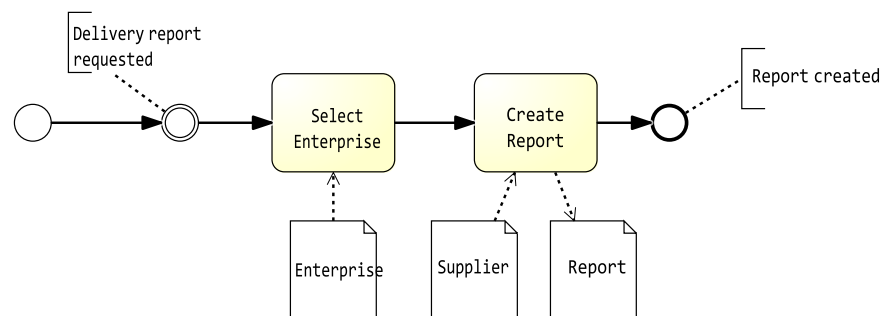 Delivery report
requested
Report created
Select
Enterprise
Create
Report
Enterprise
Supplier
Report